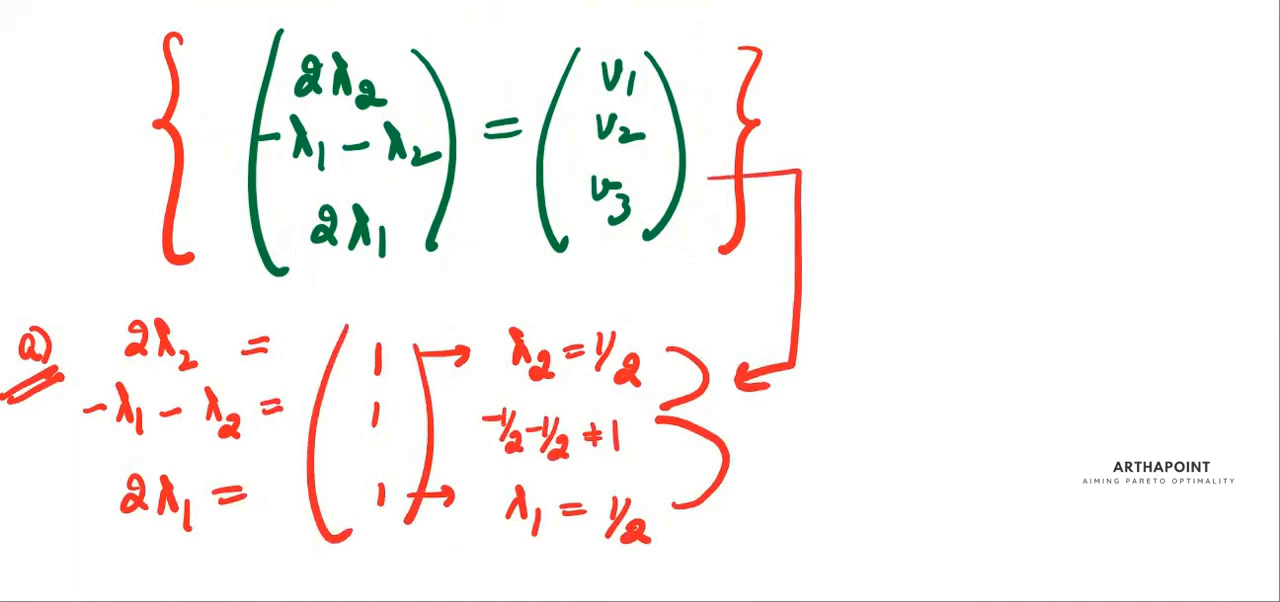 { ( 2λ₂ ) = ( v₁ ) }
-λ₁ - λ₂ v₂
2λ₁ v₃
a) 2λ₂ = ( 1 ) → λ₂ = 1/2
-λ₁ - λ₂ = 1 -1/2 -1/2 ≠ 1
2λ₁ = 1 → λ₁ = 1/2
ARTHAPOINT
AIMING PARETO OPTIMALITY